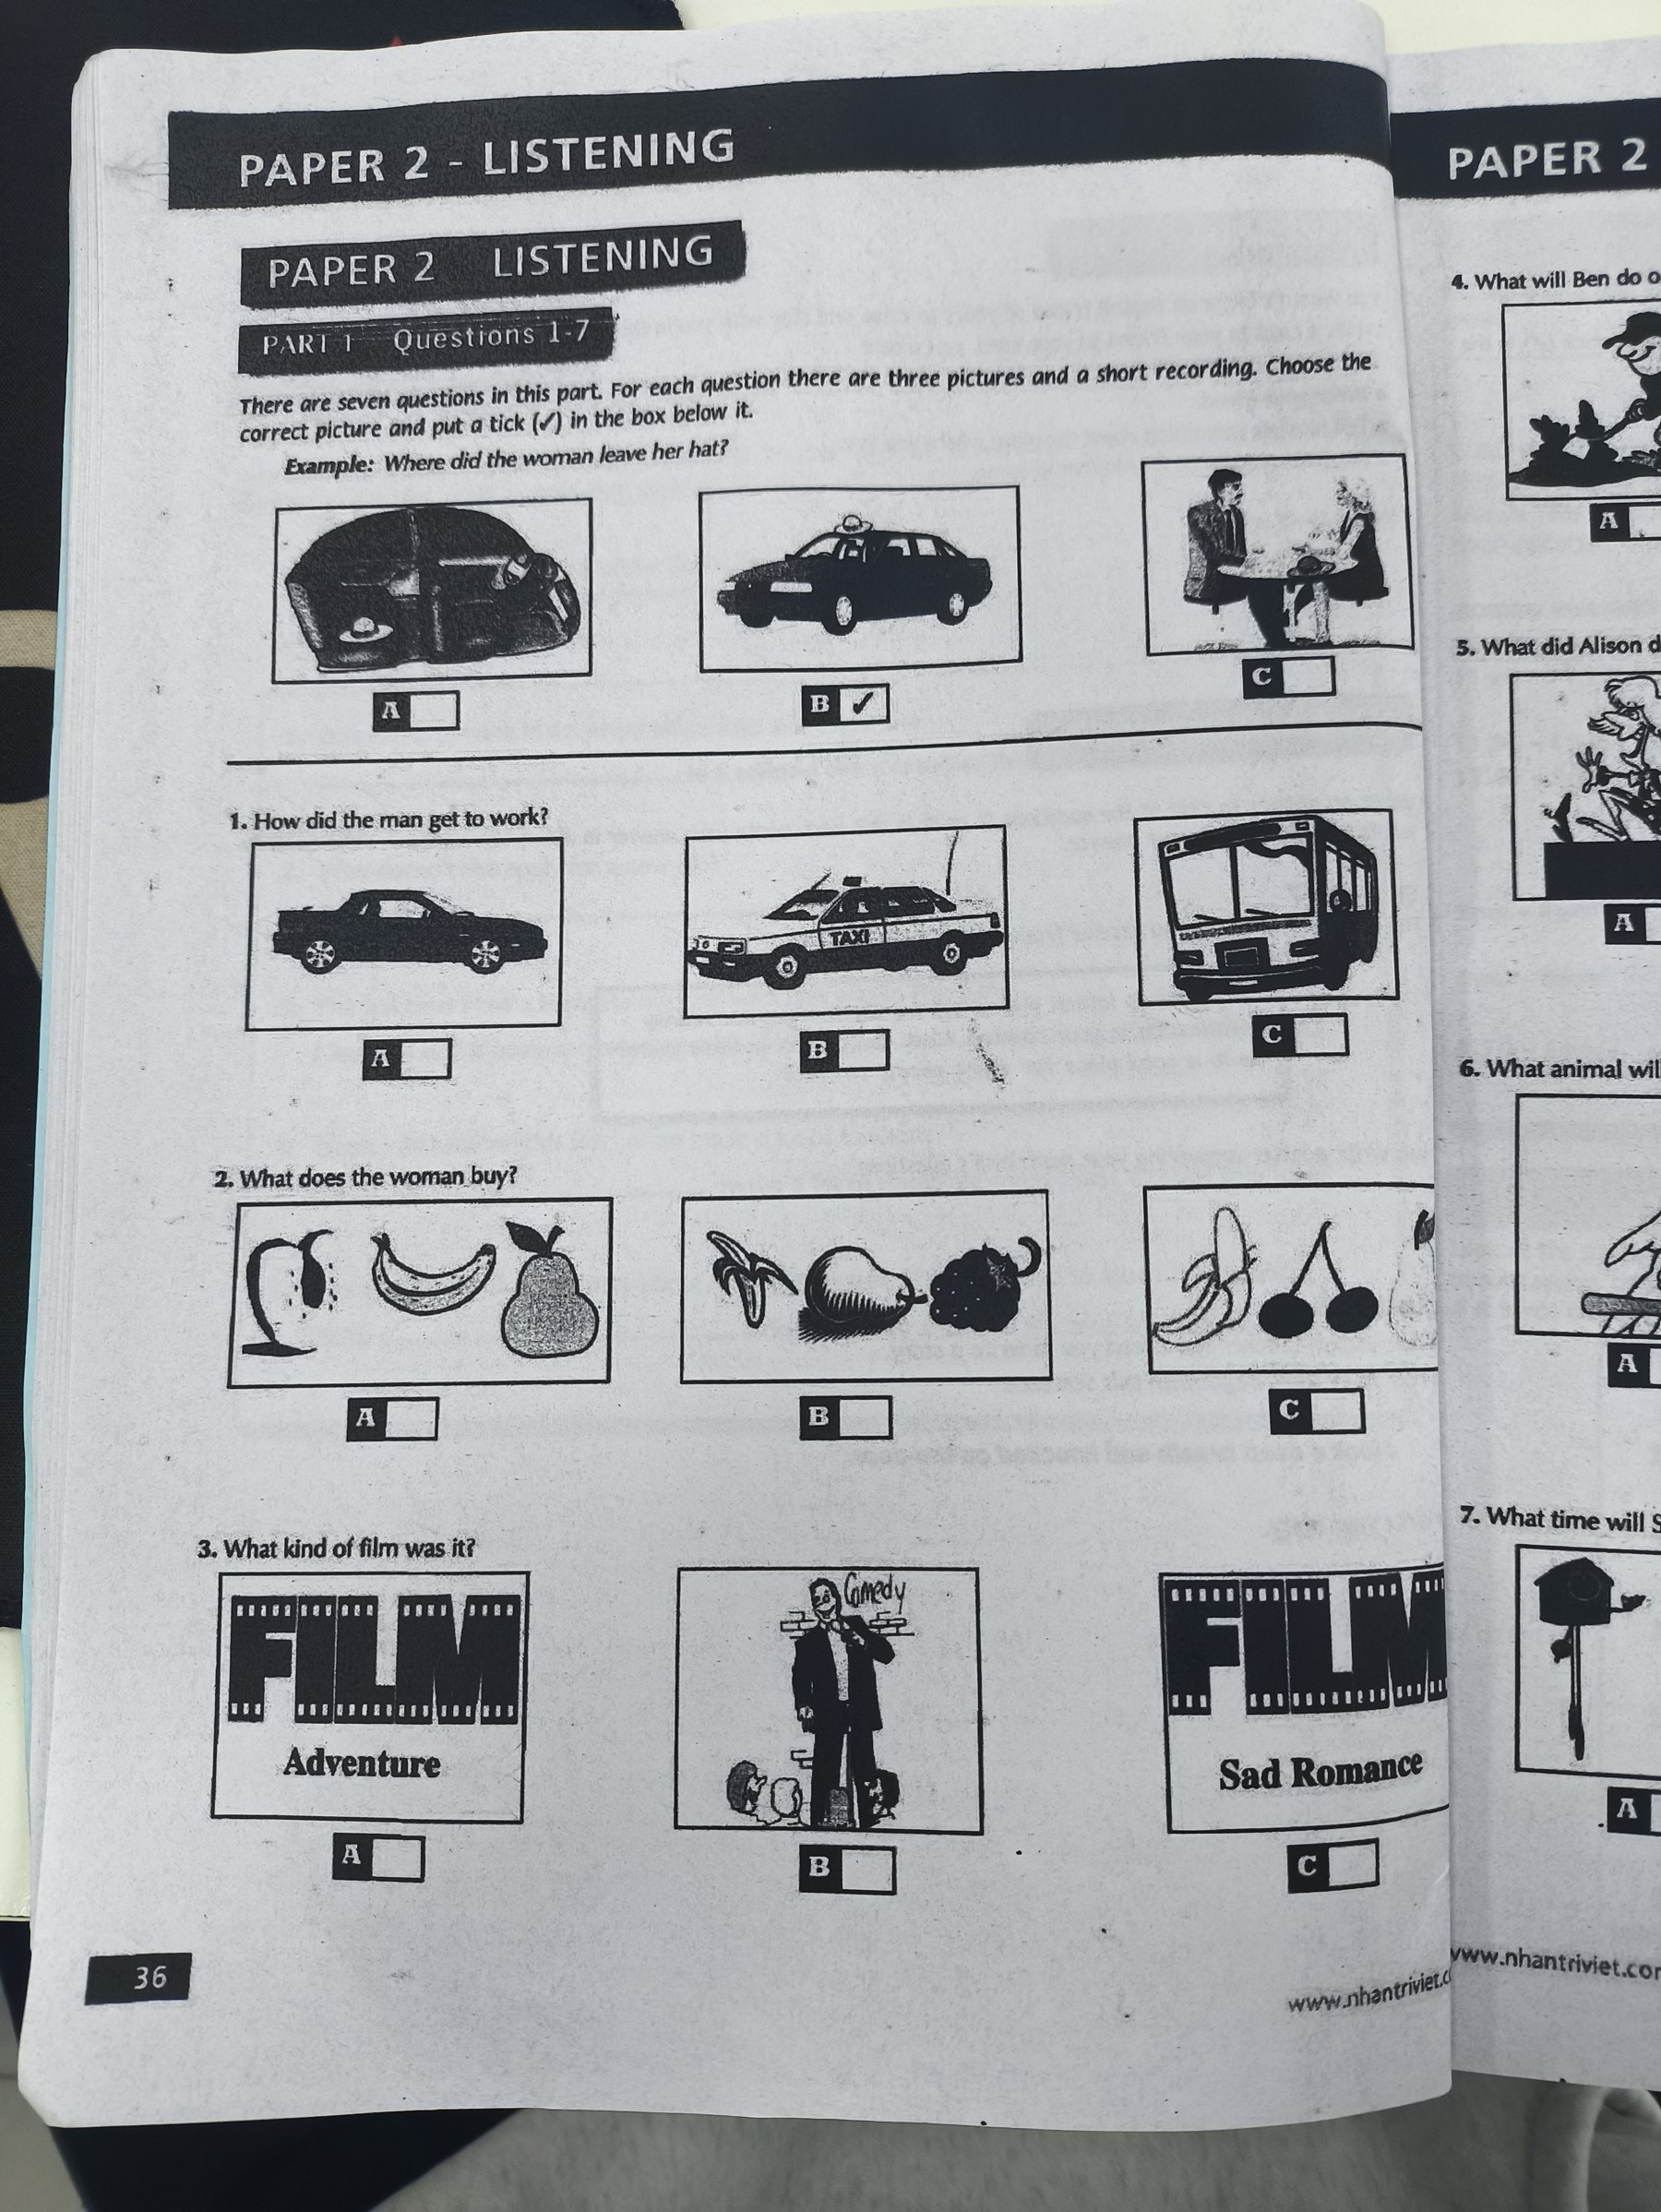 PAPER 2 - LISTENING
PAPER 2 LISTENING
PART 1 Questions 1-7
There are seven questions in this part. For each question there are three pictures and a short recording. Choose the
correct picture and put a tick (✓) in the box below it.
Example: Where did the woman leave her hat?
A
B ✓
C
1. How did the man get to work?
TAXI
A
B
C
2. What does the woman buy?
A
B
C
3. What kind of film was it?
FILM
Adventure
Comedy
FILM
Sad Romance
A
B
C
36
www.nhantriviet.c
PAPER 2
4. What will Ben do o
A
5. What did Alison d
A
6. What animal wil
A
7. What time will S
A
www.nhantriviet.cor